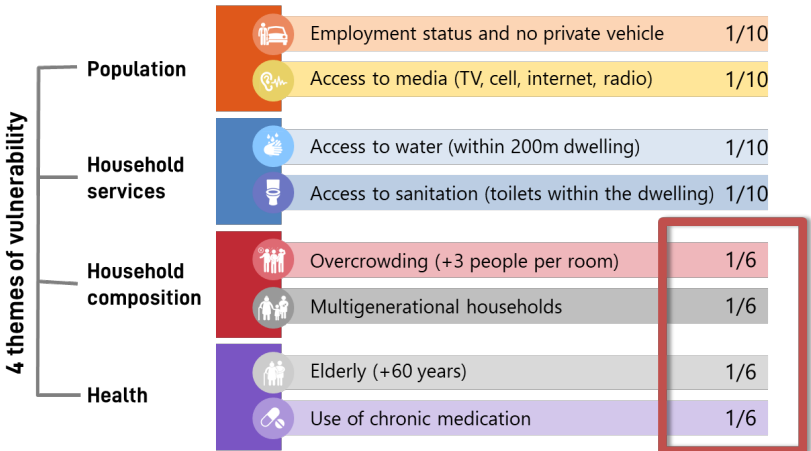 4 themes of vulnerability
Population
Employment status and no private vehicle 1/10
Access to media (TV, cell, internet, radio) 1/10
Household
services
Access to water (within 200m dwelling) 1/10
Access to sanitation (toilets within the dwelling) 1/10
Household
composition
Overcrowding (+3 people per room) 1/6
Multigenerational households 1/6
Health
Elderly (+60 years) 1/6
Use of chronic medication 1/6